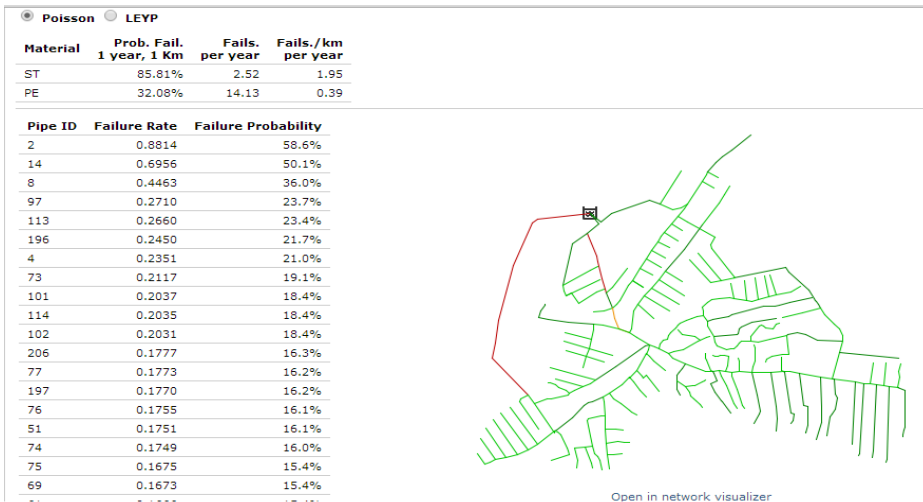 Poisson LEYP
Material Prob. Fail. 1 year, 1 Km Fails. per year Fails./km per year
ST 85.81% 2.52 1.95
PE 32.08% 14.13 0.39
Pipe ID Failure Rate Failure Probability
2 0.8814 58.6%
14 0.6956 50.1%
8 0.4463 36.0%
97 0.2710 23.7%
113 0.2660 23.4%
196 0.2450 21.7%
4 0.2351 21.0%
73 0.2117 19.1%
101 0.2037 18.4%
114 0.2035 18.4%
102 0.2031 18.4%
206 0.1777 16.3%
77 0.1773 16.2%
197 0.1770 16.2%
76 0.1755 16.1%
51 0.1751 16.1%
74 0.1749 16.0%
75 0.1675 15.4%
69 0.1673 15.4%
Open in network visualizer